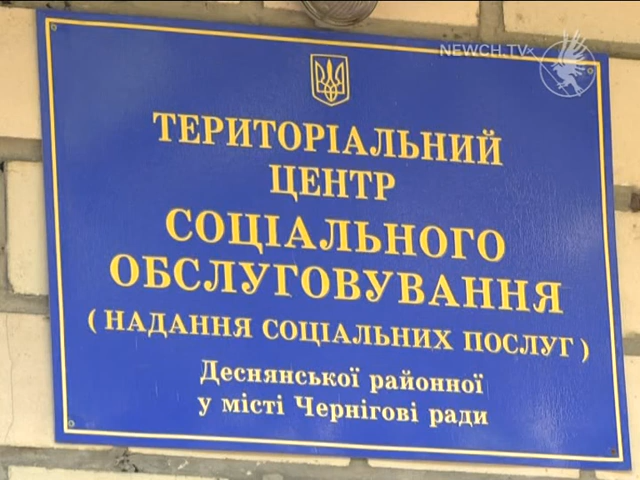 NEWCH.TV
ТЕРИТОРІАЛЬНИЙ
ЦЕНТР
СОЦІАЛЬНОГО
ОБСЛУГОВУВАННЯ
( НАДАННЯ СОЦІАЛЬНИХ ПОСЛУГ )
Деснянської районної
у місті Чернігові ради